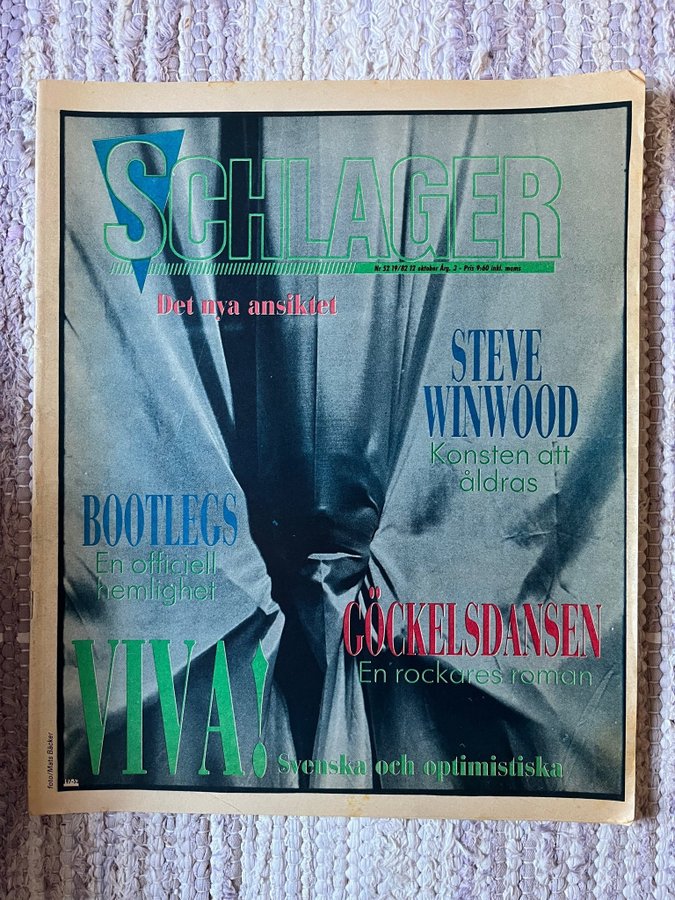 SCHLAGER
Nr 52 19/82 12 oktober Årg. 3 - Pris 9:60 inkl. moms
Det nya ansiktet
STEVE
WINWOOD
Konsten att
åldras
BOOTLEGS
En officiell
hemlighet
GÖCKELSDANSEN
En rockares roman
VIVA!
Svenska och optimistiska
foto/Mats Bäcker